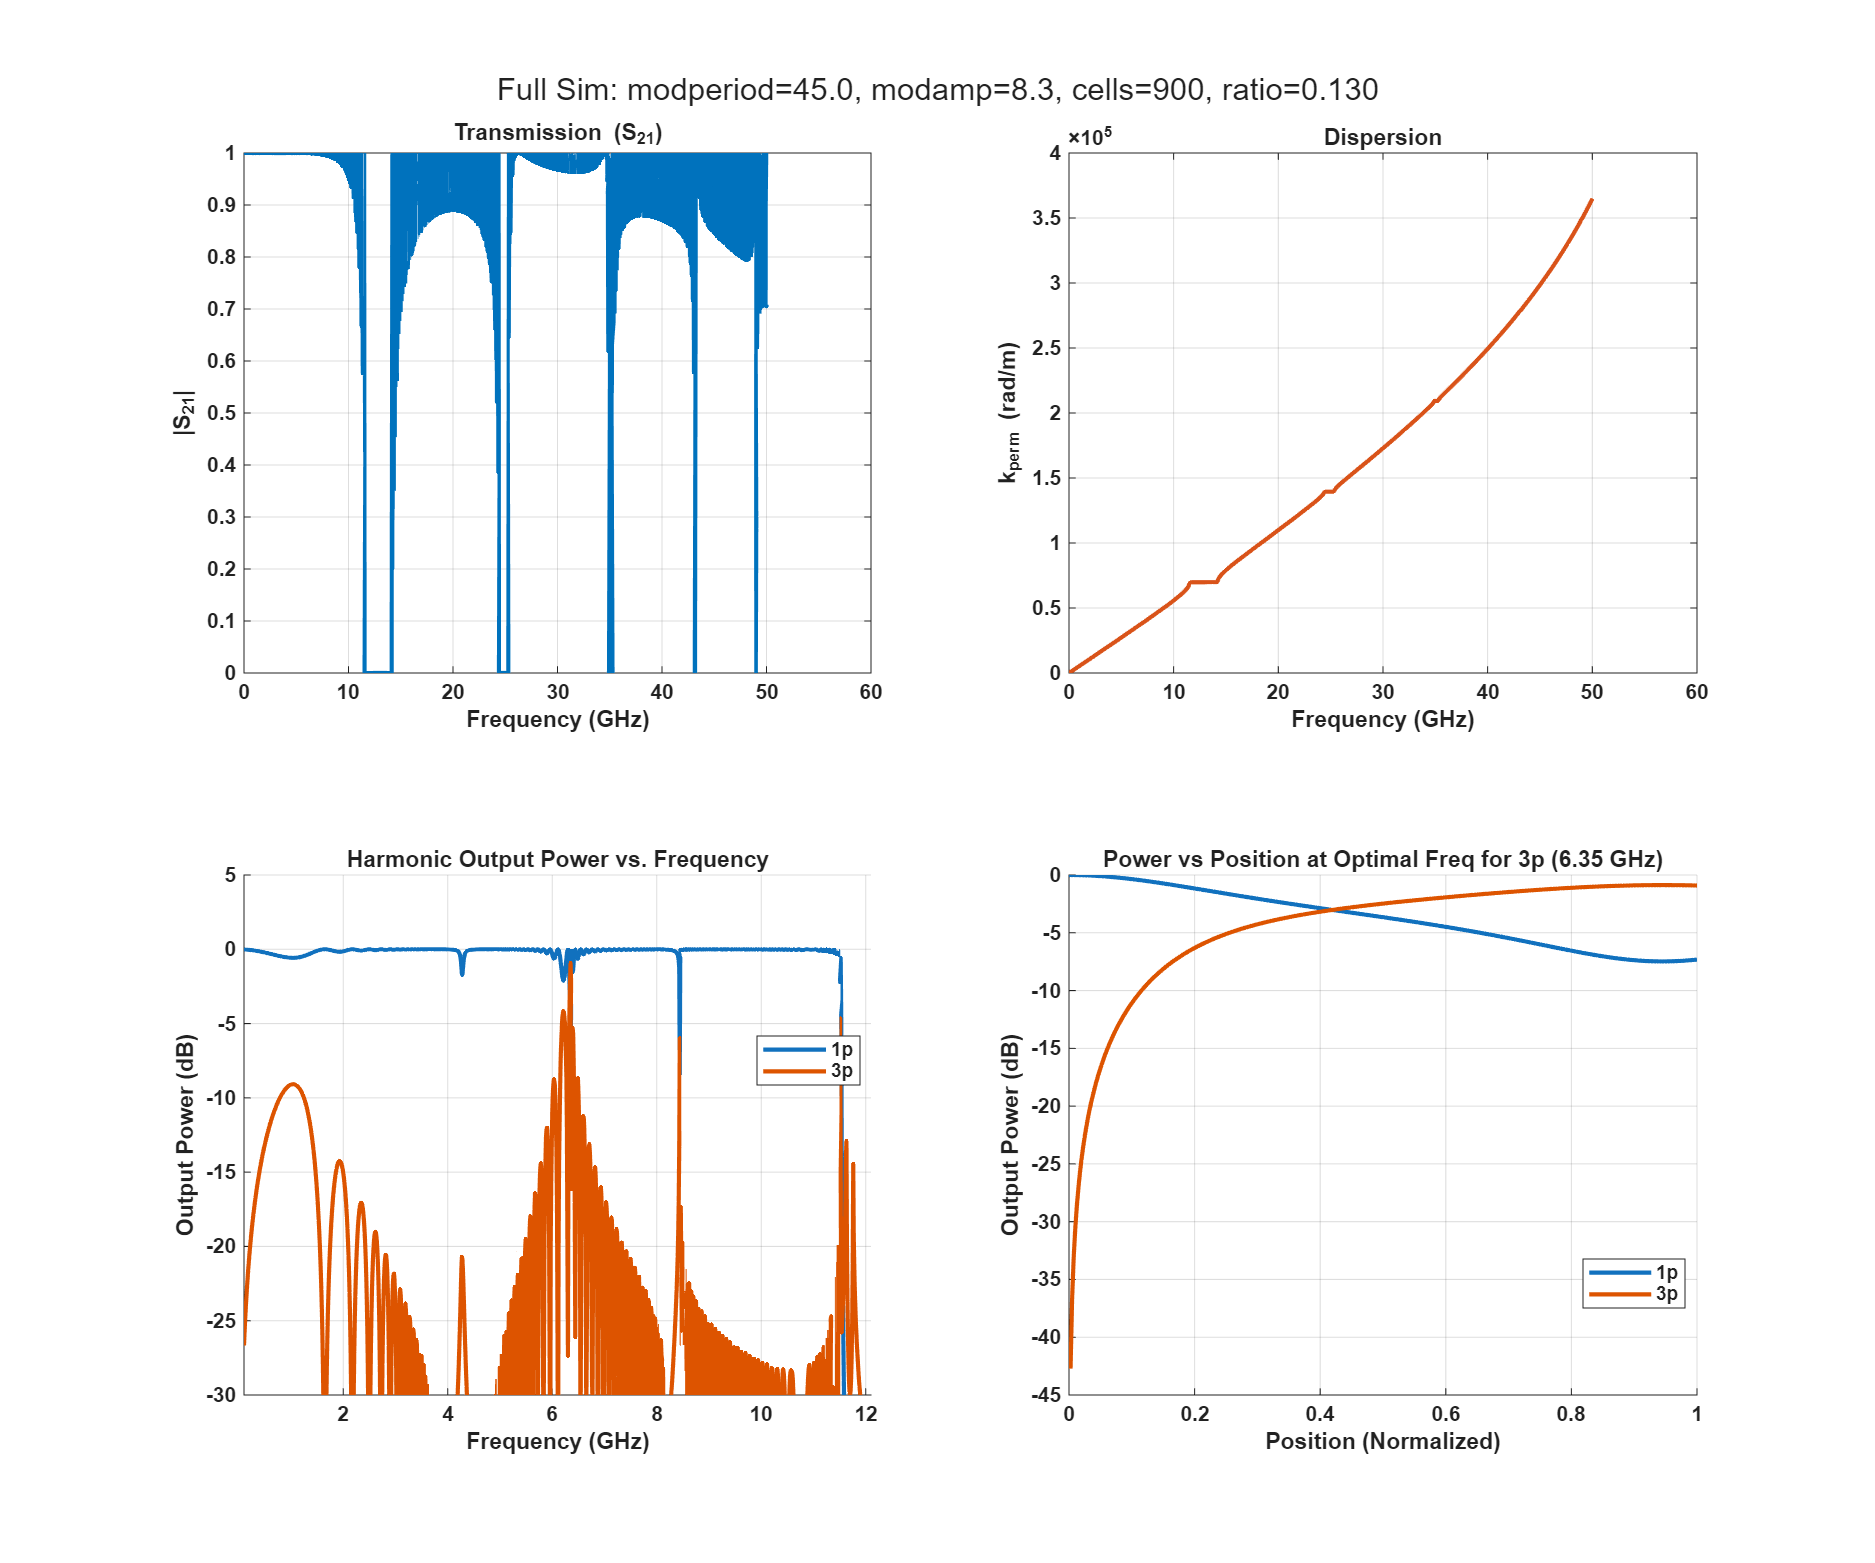 Full Sim: modperiod=45.0, modamp=8.3, cells=900, ratio=0.130
Transmission (S21)
1
0.9
0.8
0.7
0.6
0.5
0.4
0.3
0.2
0.1
0
|S21|
0 10 20 30 40 50 60
Frequency (GHz)
×10^5
Dispersion
4
3.5
3
2.5
2
1.5
1
0.5
0
kperm (rad/m)
0 10 20 30 40 50 60
Frequency (GHz)
Harmonic Output Power vs. Frequency
5
0
-5
-10
-15
-20
-25
-30
Output Power (dB)
1p
3p
2 4 6 8 10 12
Frequency (GHz)
Power vs Position at Optimal Freq for 3p (6.35 GHz)
0
-5
-10
-15
-20
-25
-30
-35
-40
-45
Output Power (dB)
1p
3p
0 0.2 0.4 0.6 0.8 1
Position (Normalized)